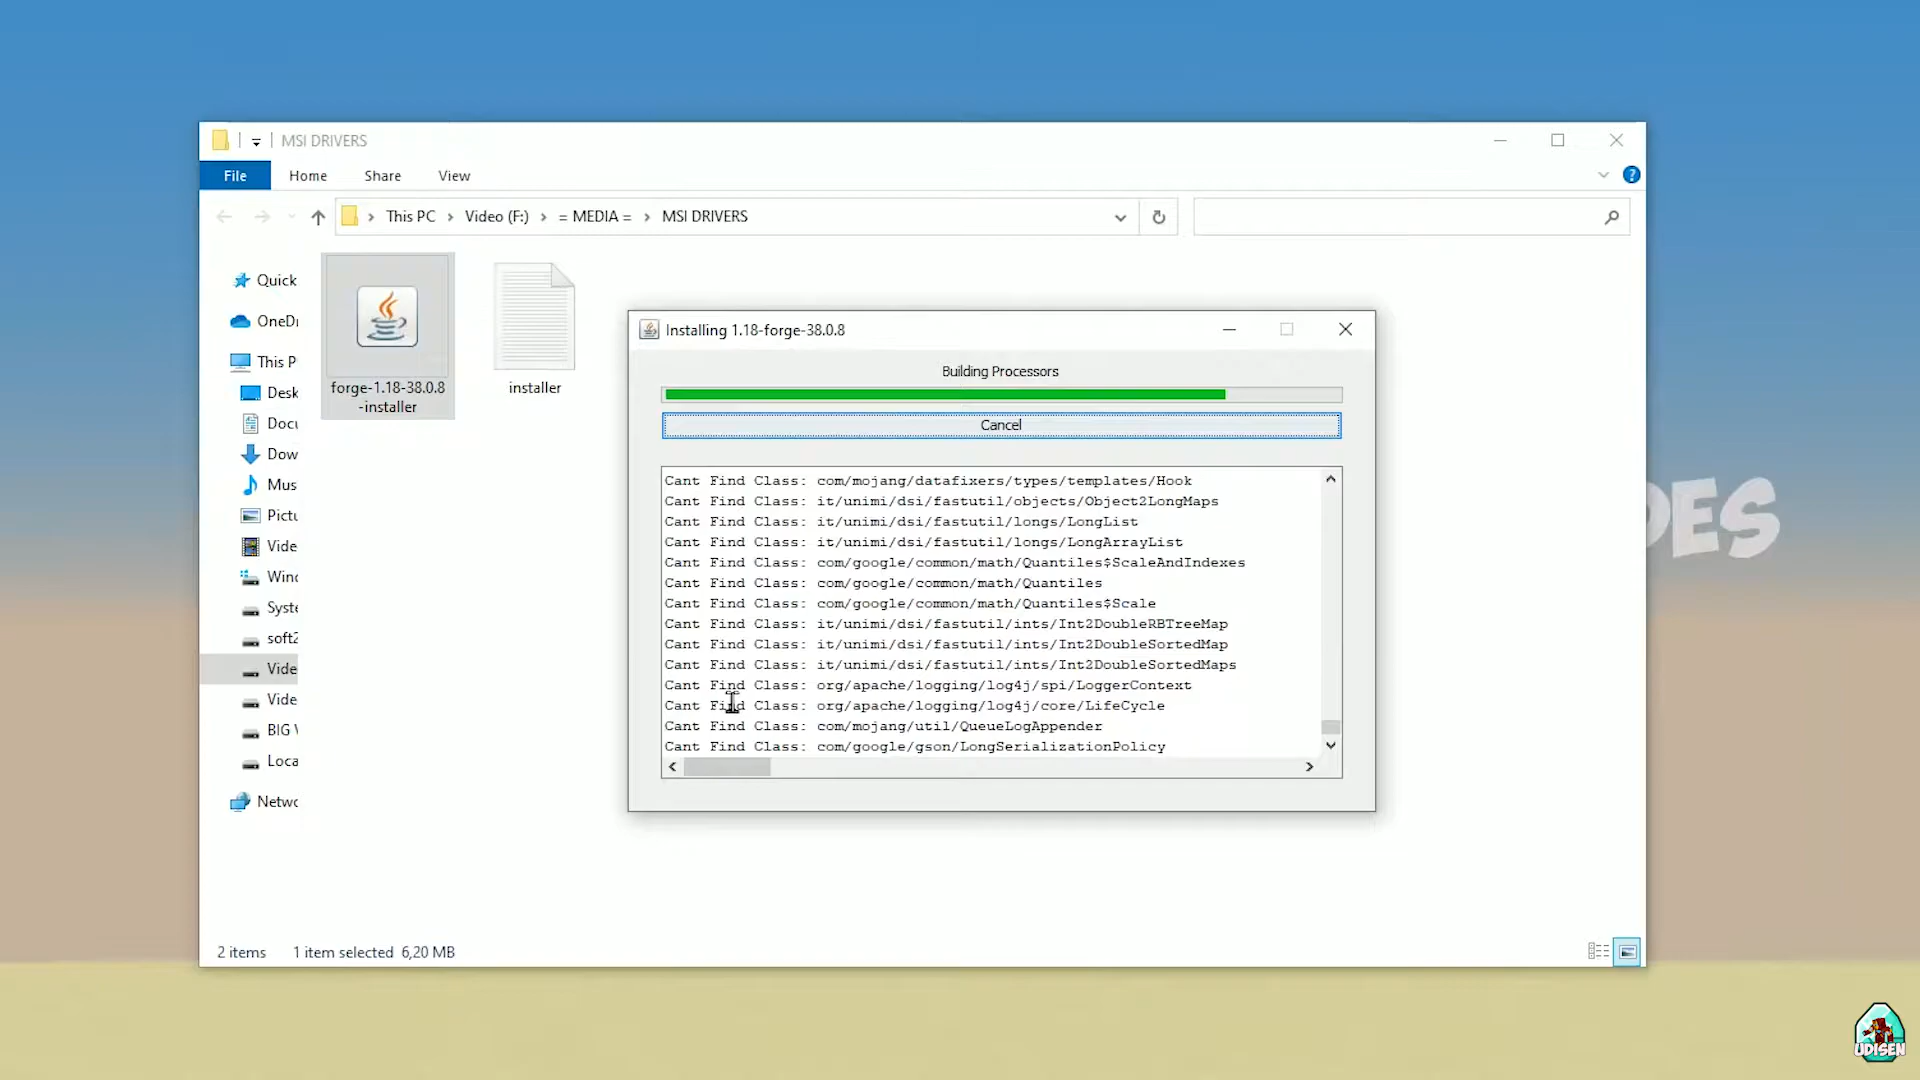 MSI DRIVERS
File Home Share View
This PC Video (F:) = MEDIA = MSI DRIVERS
Quick
OneDr
This P
Desk
Docu
Dow
Mus
Pictu
Vide
Winc
Syste
soft2
Vide
Vide
BIG
Loca
Netwo
forge-1.18-38.0.8
-installer
installer
Installing 1.18-forge-38.0.8
Building Processors
Cancel
Cant Find Class: com/mojang/datafixers/types/templates/Hook
Cant Find Class: it/unimi/dsi/fastutil/objects/Object2LongMaps
Cant Find Class: it/unimi/dsi/fastutil/longs/LongList
Cant Find Class: it/unimi/dsi/fastutil/longs/LongArrayList
Cant Find Class: com/google/common/math/Quantiles$ScaleAndIndexes
Cant Find Class: com/google/common/math/Quantiles
Cant Find Class: com/google/common/math/Quantiles$Scale
Cant Find Class: it/unimi/dsi/fastutil/ints/Int2DoubleRBTreeMap
Cant Find Class: it/unimi/dsi/fastutil/ints/Int2DoubleSortedMap
Cant Find Class: it/unimi/dsi/fastutil/ints/Int2DoubleSortedMaps
Cant Find Class: org/apache/logging/log4j/spi/LoggerContext
Cant Find Class: org/apache/logging/log4j/core/LifeCycle
Cant Find Class: com/mojang/util/QueueLogAppender
Cant Find Class: com/google/gson/LongSerializationPolicy
2 items 1 item selected 6,20 MB
DES
UDISEN